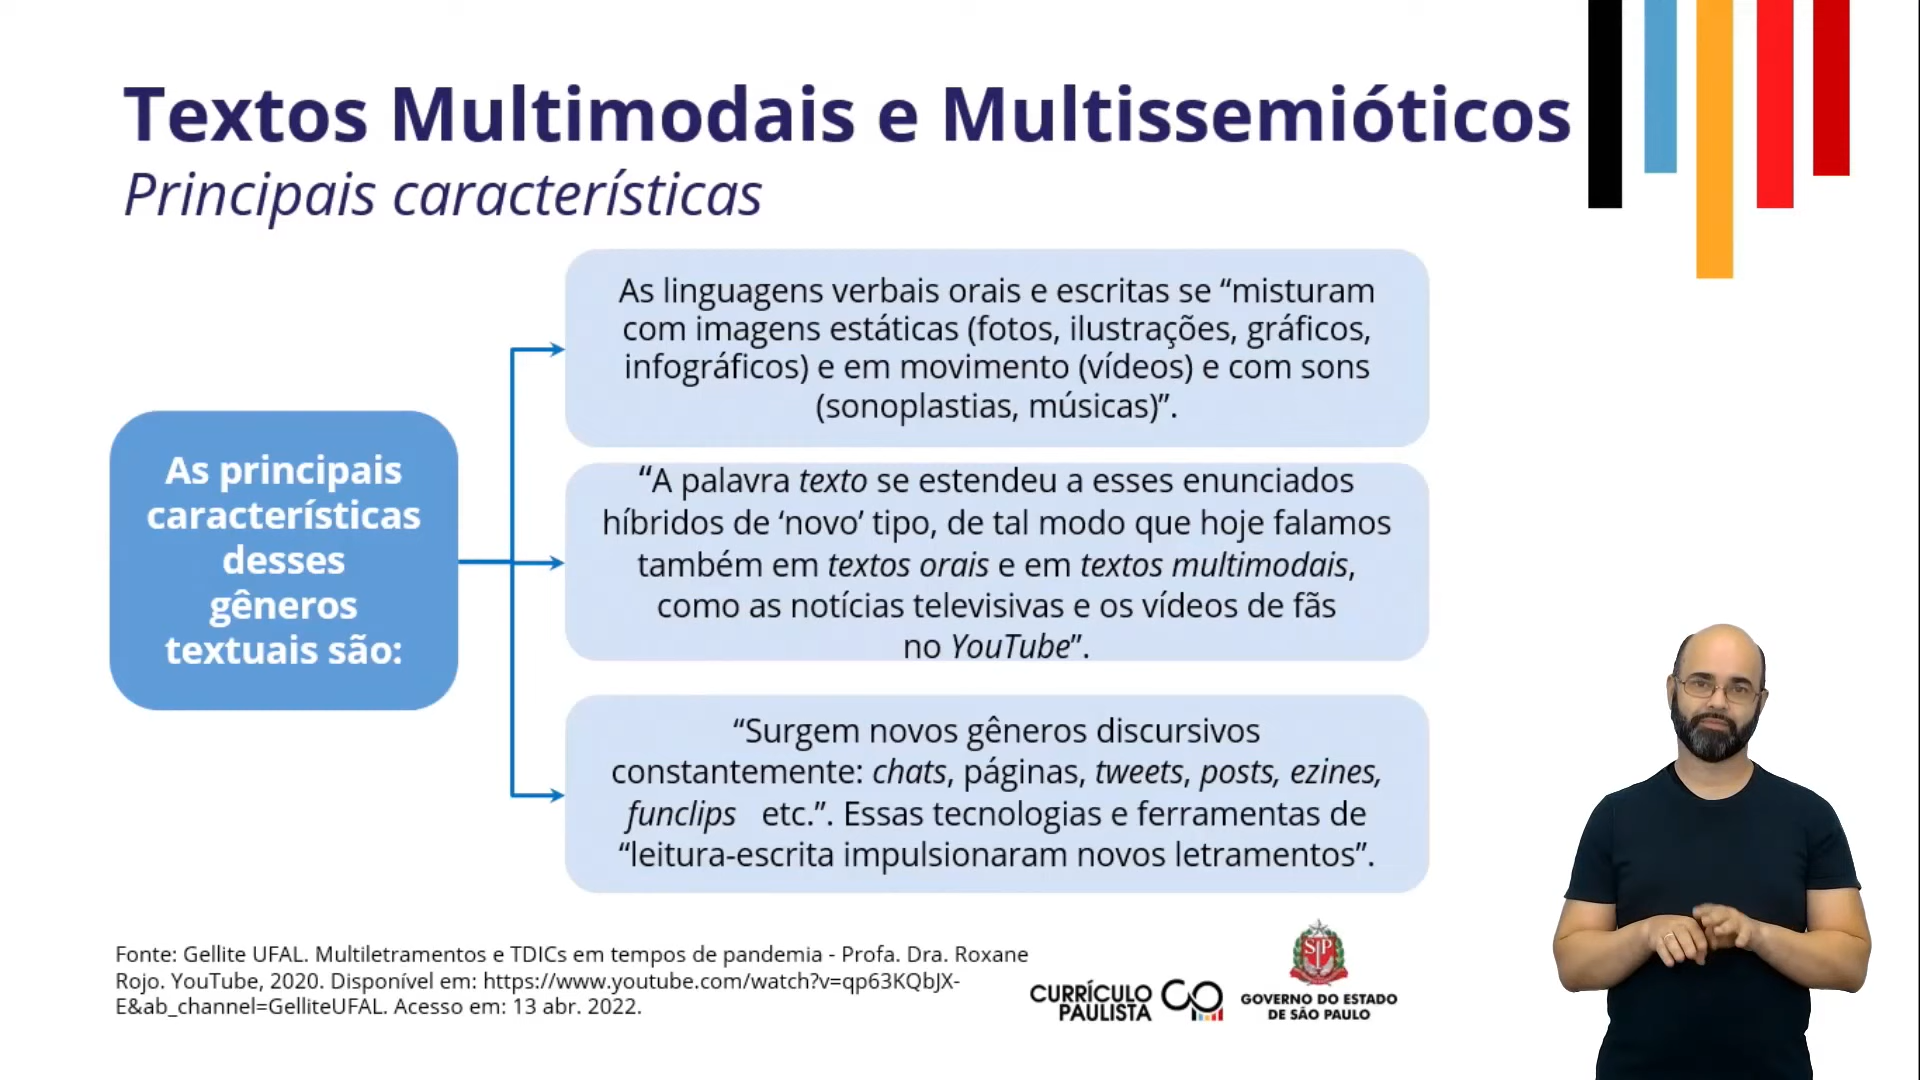 Textos Multimodais e Multissemióticos
Principais características
As principais
características
desses
gêneros
textuais são:
As linguagens verbais orais e escritas se “misturam
com imagens estáticas (fotos, ilustrações, gráficos,
infográficos) e em movimento (vídeos) e com sons
(sonoplastias, músicas)”.
“A palavra texto se estendeu a esses enunciados
híbridos de ‘novo’ tipo, de tal modo que hoje falamos
também em textos orais e em textos multimodais,
como as notícias televisivas e os vídeos de fãs
no YouTube”.
“Surgem novos gêneros discursivos
constantemente: chats, páginas, tweets, posts, ezines,
funclips etc.”. Essas tecnologias e ferramentas de
“leitura-escrita impulsionaram novos letramentos”.
Fonte: Gellite UFAL. Multiletramentos e TDICs em tempos de pandemia - Profa. Dra. Roxane
Rojo. YouTube, 2020. Disponível em: https://www.youtube.com/watch?v=qp63KQbJX-
E&ab_channel=GelliteUFAL. Acesso em: 13 abr. 2022.
CURRÍCULO
PAULISTA
SP
GOVERNO DO ESTADO
DE SÃO PAULO